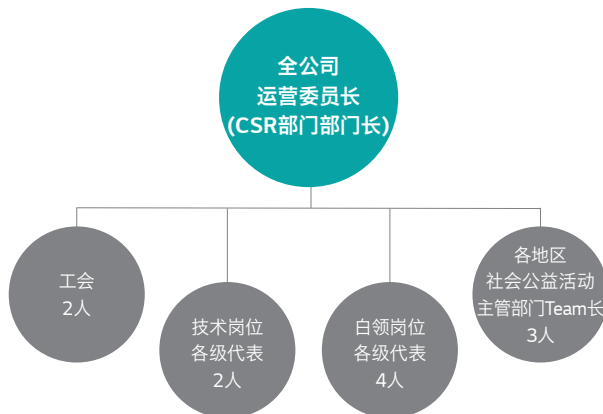 全公司
运营委员长
(CSR部门部门长)
工会
2人
技术岗位
各级代表
2人
白领岗位
各级代表
4人
各地区
社会公益活动
主管部门Team长
3人